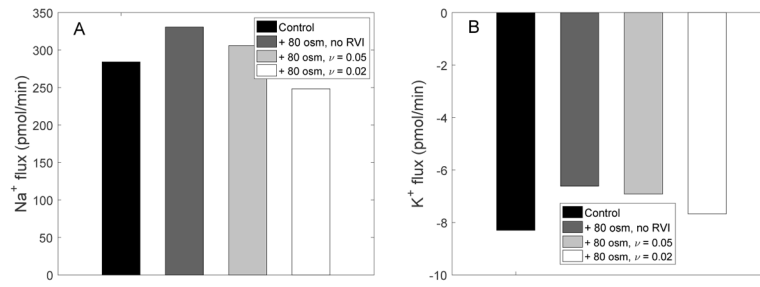 A
Control
+ 80 osm, no RVI
+ 80 osm, ν = 0.05
+ 80 osm, ν = 0.02
350
300
250
200
150
100
50
0
Na⁺ flux (pmol/min)
B
0
-2
-4
-6
-8
-10
K⁺ flux (pmol/min)
Control
+ 80 osm, no RVI
+ 80 osm, ν = 0.05
+ 80 osm, ν = 0.02